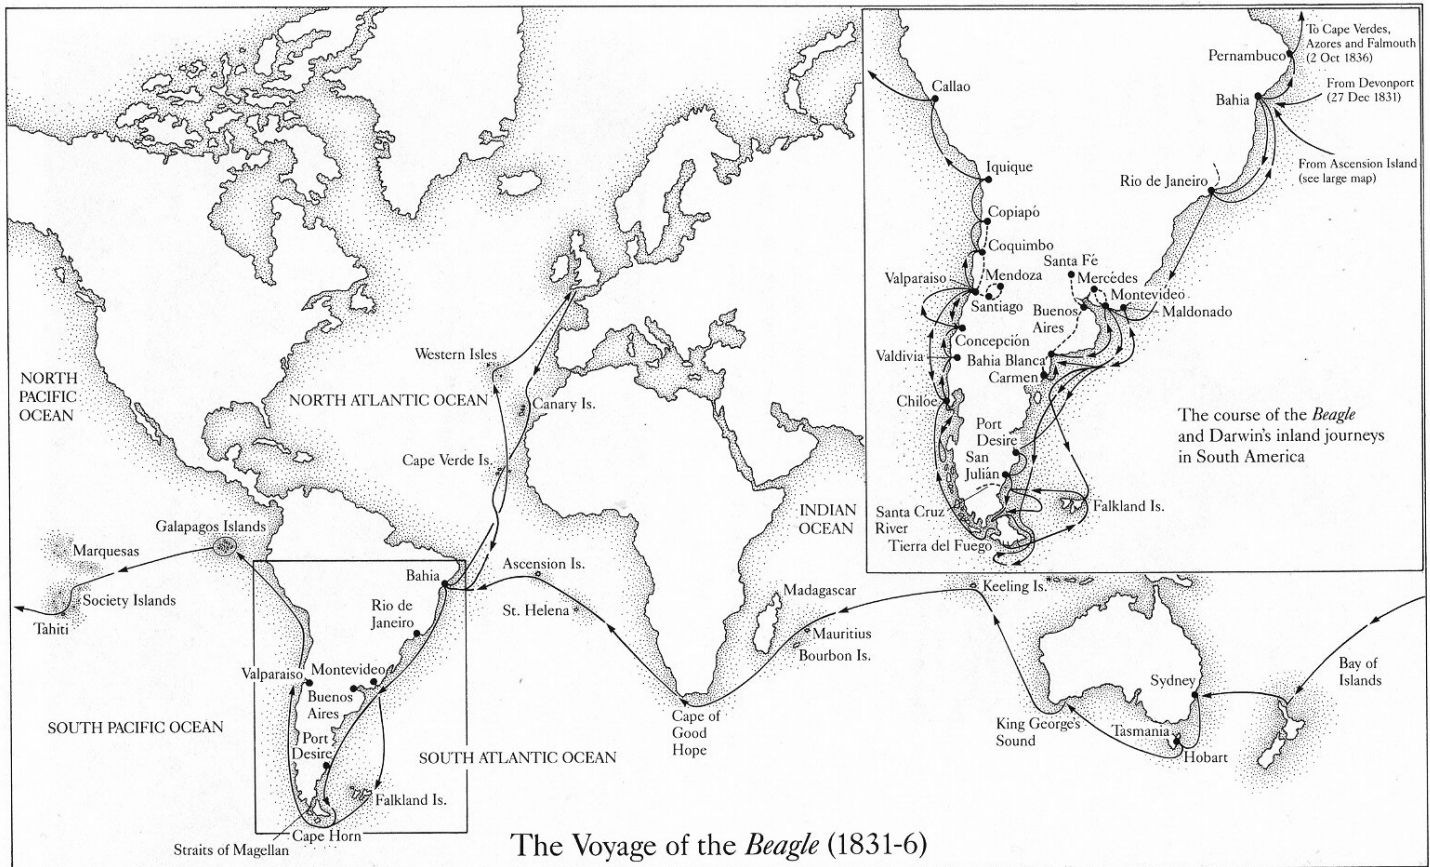 To Cape Verdes,
Azores and Falmouth
(2 Oct 1836)
Pernambuco
From Devonport
(27 Dec 1831)
Callao
Bahia
From Ascension Island
(see large map)
Iquique
Rio de Janeiro
Copiapó
Coquimbo
Santa Fé
Valparaiso
Mendoza
Mercédes
Montevideo
Santiago
Buenos
Aires
Maldonado
Concepción
Valdivia
Bahia Blanca
Carmen
Chiloe
The course of the Beagle
and Darwin's inland journeys
in South America
Port
Desire
San
Julián
Santa Cruz
River
Falkland Is.
Tierra del Fuego
Western Isles
NORTH
PACIFIC
OCEAN
NORTH ATLANTIC OCEAN
Canary Is.
Cape Verde Is.
INDIAN
OCEAN
Galapagos Islands
Marquesas
Society Islands
Tahiti
Bahia
Ascension Is.
St. Helena
Madagascar
Keeling Is.
Rio de
Janeiro
Mauritius
Bourbon Is.
Valparaiso
Montevideo
Buenos
Aires
Bay of
Islands
Sydney
SOUTH PACIFIC OCEAN
Cape of
Good
Hope
King George's
Sound
Tasmania
Hobart
Port
Desire
SOUTH ATLANTIC OCEAN
Falkland Is.
Cape Horn
Straits of Magellan
The Voyage of the Beagle (1831-6)